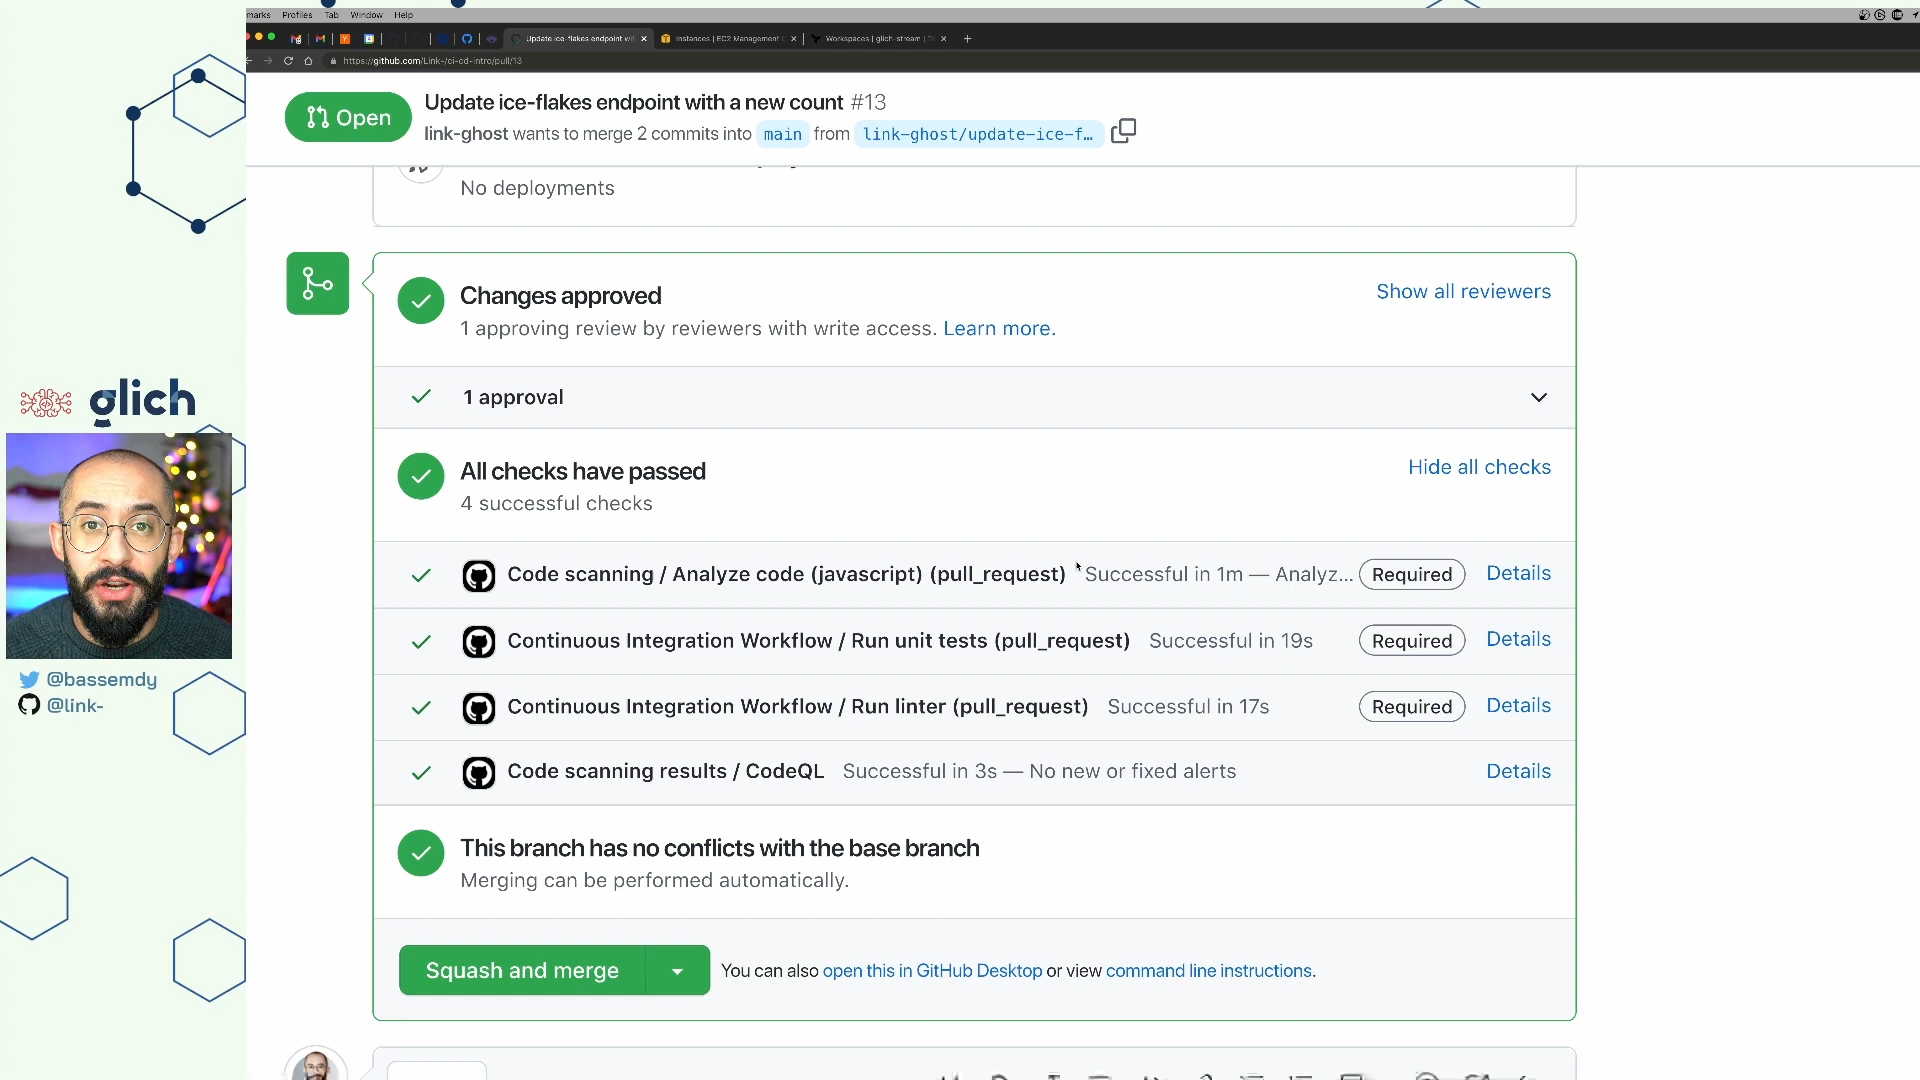 marks Profiles Tab Window Help
Update ice-flakes endpoint wit
Instances | EC2 Management
Workspaces | glich-stream | T
https://github.com/Link-/ci-cd-intro/pull/13
Open
Update ice-flakes endpoint with a new count #13
link-ghost wants to merge 2 commits into main from link-ghost/update-ice-f…
No deployments
Changes approved
Show all reviewers
1 approving review by reviewers with write access. Learn more.
1 approval
All checks have passed
Hide all checks
4 successful checks
Code scanning / Analyze code (javascript) (pull_request) Successful in 1m — Analyz… Required Details
Continuous Integration Workflow / Run unit tests (pull_request) Successful in 19s Required Details
Continuous Integration Workflow / Run linter (pull_request) Successful in 17s Required Details
Code scanning results / CodeQL Successful in 3s — No new or fixed alerts Details
This branch has no conflicts with the base branch
Merging can be performed automatically.
Squash and merge
You can also open this in GitHub Desktop or view command line instructions.
glich
@bassemdy
@link-